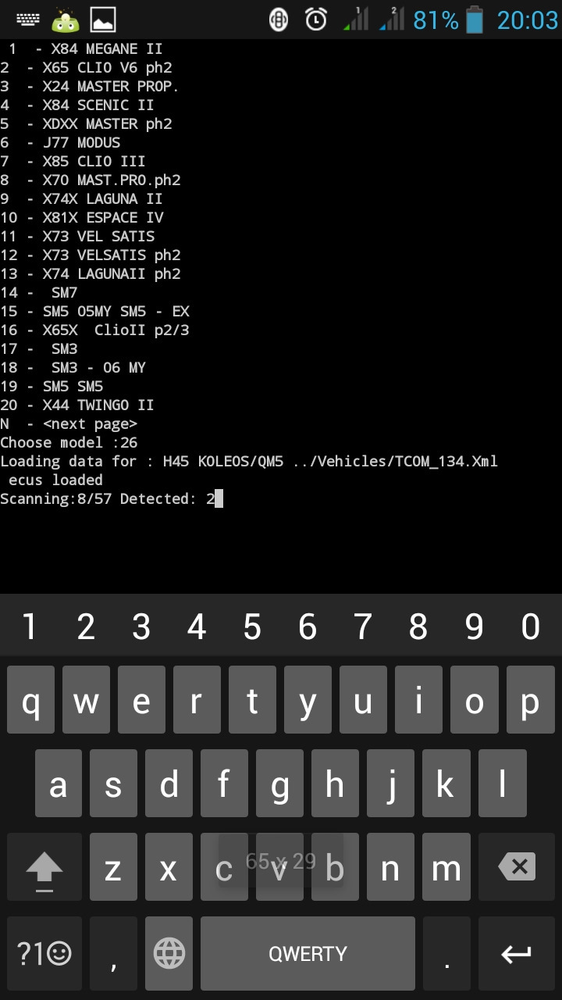 1 2 81% 20:03
1  - X84 MEGANE II
2  - X65 CLIO V6 ph2
3  - X24 MASTER PROP.
4  - X84 SCENIC II
5  - XDXX MASTER ph2
6  - J77 MODUS
7  - X85 CLIO III
8  - X70 MAST.PRO.ph2
9  - X74X LAGUNA II
10 - X81X ESPACE IV
11 - X73 VEL SATIS
12 - X73 VELSATIS ph2
13 - X74 LAGUNAII ph2
14 -  SM7
15 - SM5 05MY SM5 - EX
16 - X65X  ClioII p2/3
17 -  SM3
18 -  SM3 - 06 MY
19 - SM5 SM5
20 - X44 TWINGO II
N  - <next page>
Choose model :26
Loading data for : H45 KOLEOS/QM5 ../Vehicles/TCOM_134.Xml
ecus loaded
Scanning:8/57 Detected: 2
1 2 3 4 5 6 7 8 9 0
q w e r t y u i o p
a s d f g h j k l
z x c v b n m
65 x 29
?1☺ , QWERTY .